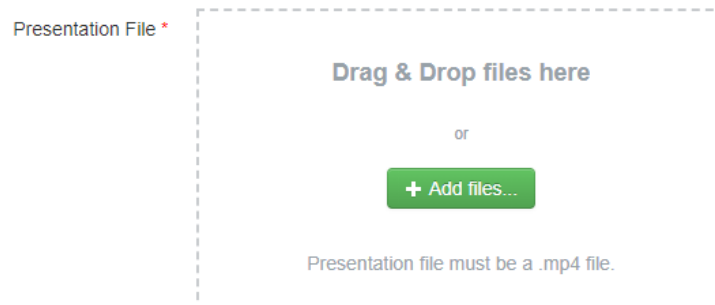 Presentation File *
Drag & Drop files here
or
+ Add files...
Presentation file must be a .mp4 file.